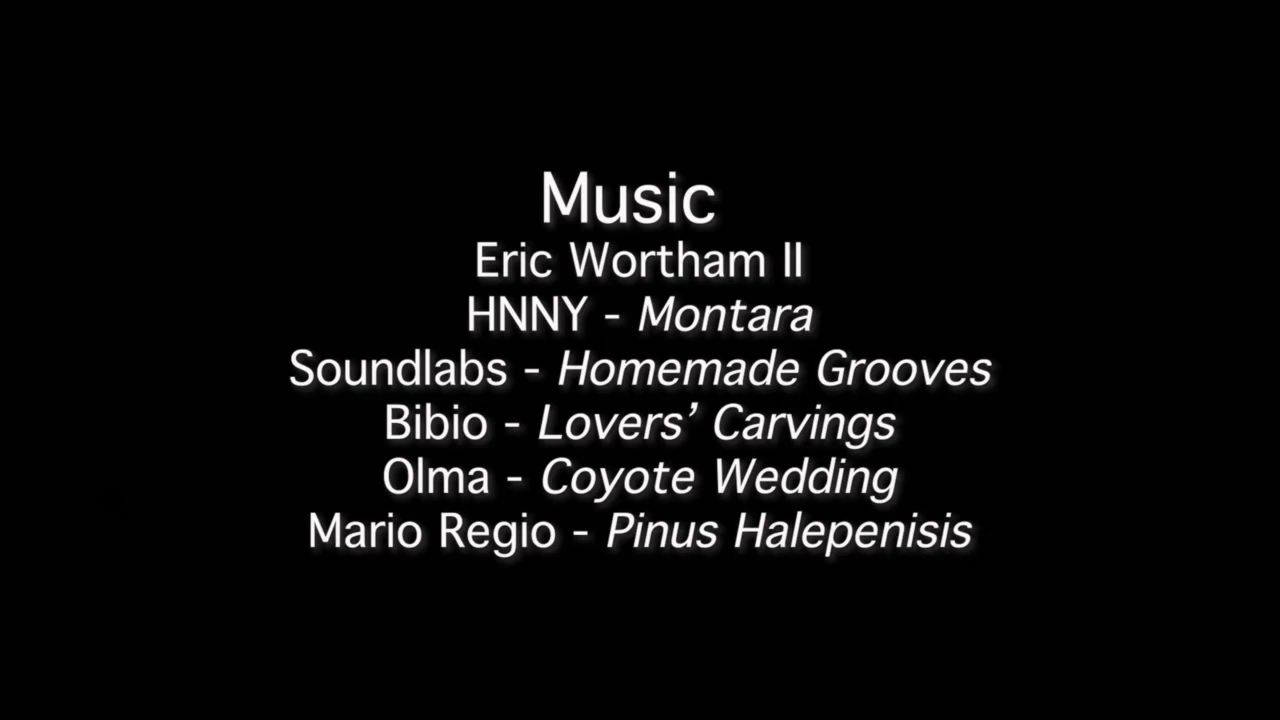 Music
Eric Wortham II
HNNY - Montara
Soundlabs - Homemade Grooves
Bibio - Lovers’ Carvings
Olma - Coyote Wedding
Mario Regio - Pinus Halepenisis